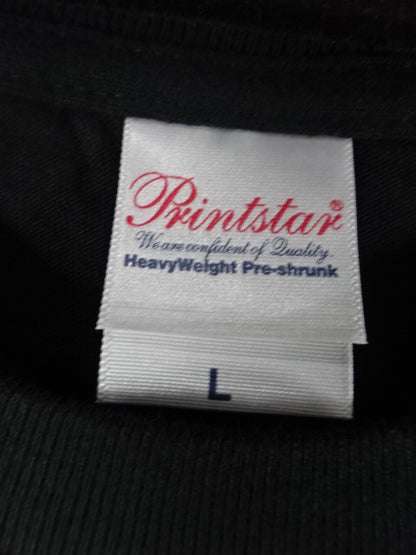 Printstar®
We are confident of Quality.
HeavyWeight Pre-shrunk
L